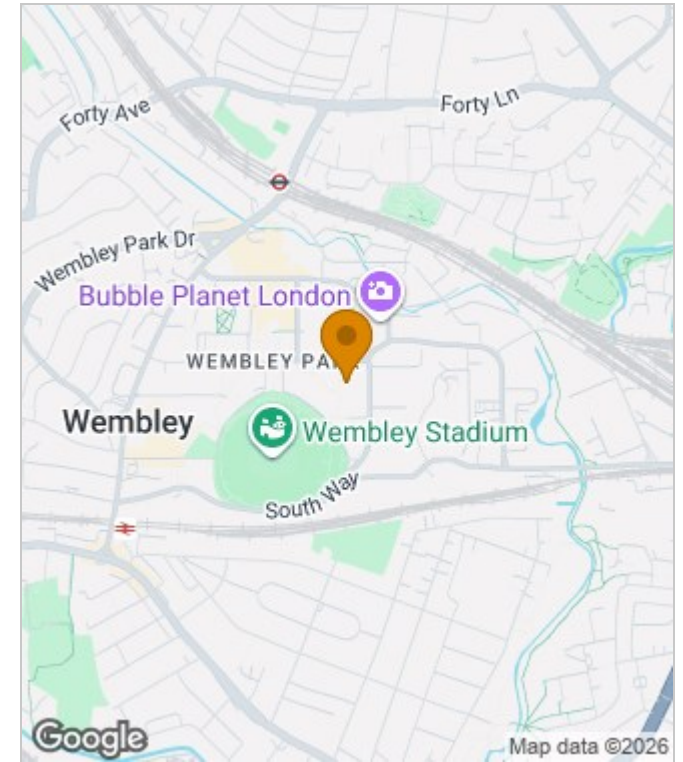 Forty Ave
Forty Ln
Wembley Park Dr
Bubble Planet London
WEMBLEY PA
Wembley
Wembley Stadium
South Way
Google
Map data ©2026